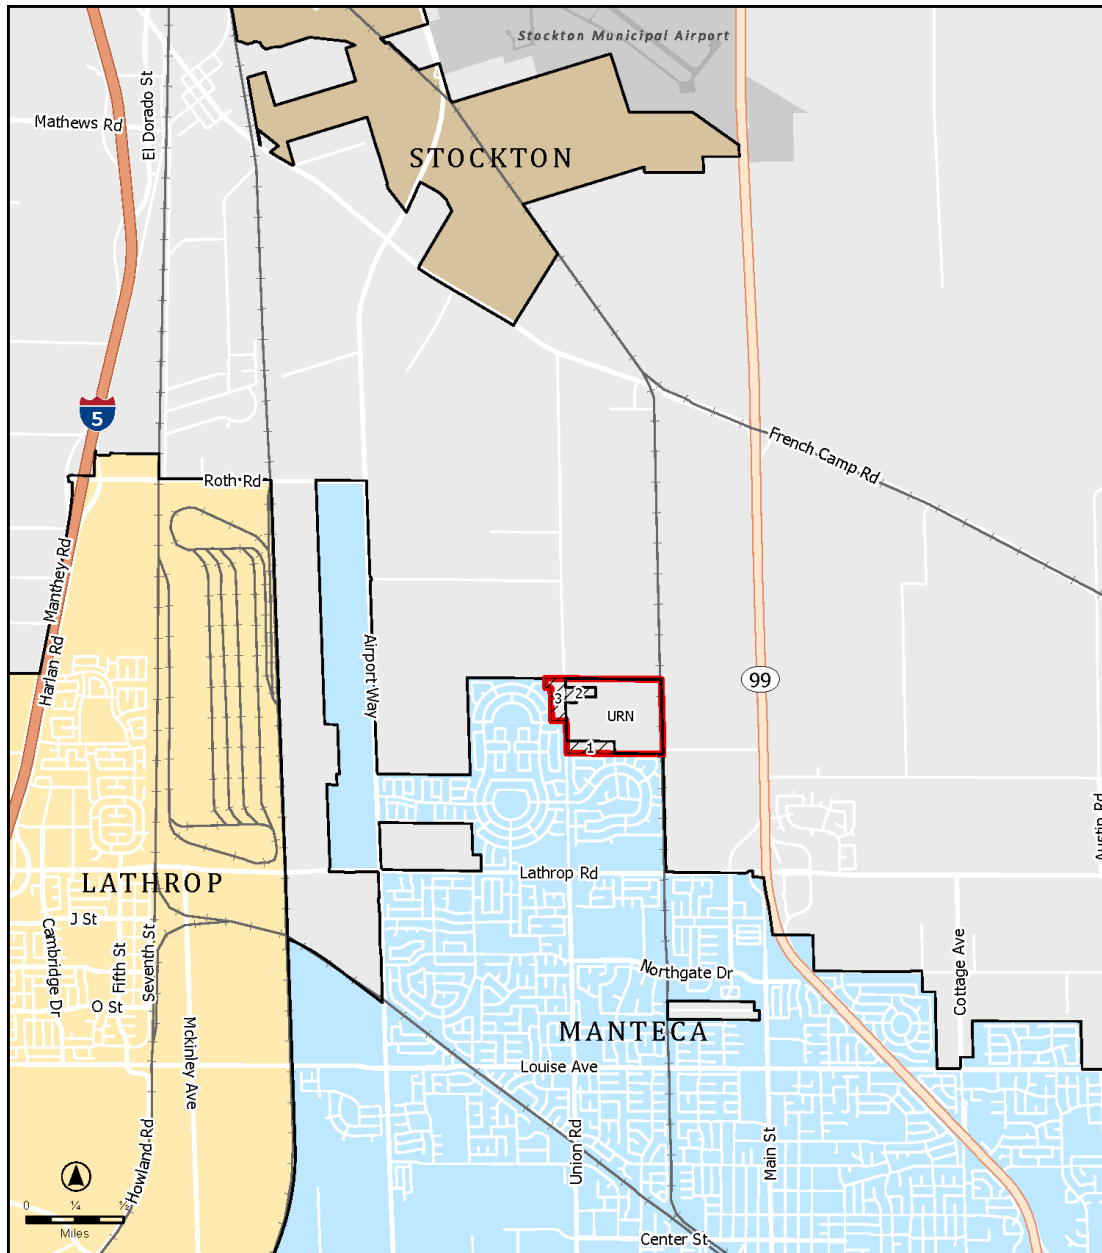 Stockton Municipal Airport
El Dorado St
Mathews Rd
STOCKTON
5
French Camp Rd
Roth Rd
Manthey Rd
Harlan Rd
Airport Way
99
3
2
URN
1
Austin Rd
Lathrop Rd
LATHROP
J St
Cambridge Dr
Fifth St
Seventh St
O St
Northgate Dr
Cottage Ave
MANTECA
Mckinley Ave
Louise Ave
Howland Rd
Union Rd
Main St
0 ¼ ½
Miles
Center St